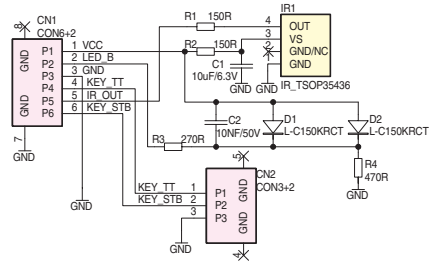 IR1
CN1
CON6+2
8
R1 150R
4 OUT
3 VS
2 GND/NC
GND
IR_TSOP35436
GND
P1 1 VCC
P2 2 LED_B
P3 3 GND
P4 4 KEY_TT
P5 5 IR_OUT
P6 6 KEY_STB
GND
7
GND
R2 150R
C1
10uF/6.3V
GND
GND
C2
10NF/50V
D1
L-C150KRCT
D2
L-C150KRCT
R3 270R
R4
470R
GND
GND
5
CN2
CON3+2
KEY_TT 1 P1
KEY_STB 2 P2
3 P3
GND
GND
GND
4